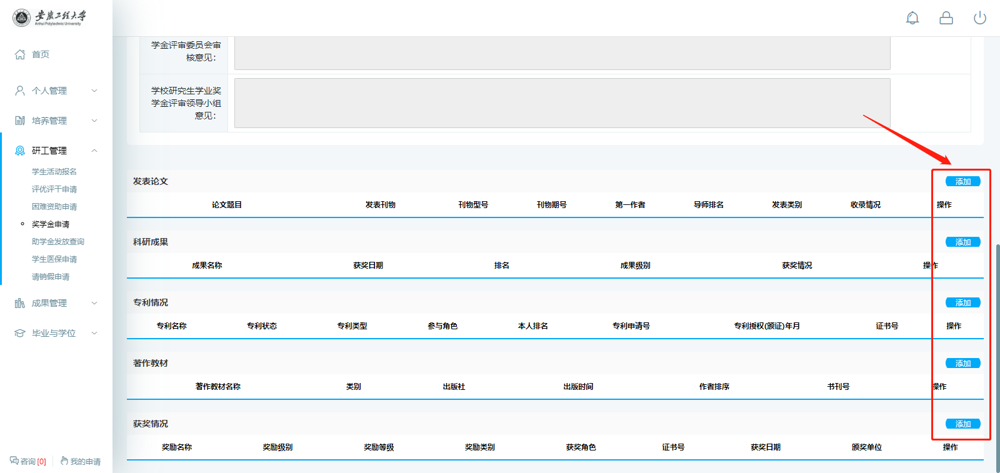 安徽工程大学
Anhui Polytechnic University
首页
个人管理
培养管理
研工管理
学生活动报名
评优评干申请
困难资助申请
奖学金申请
助学金发放查询
学生医保申请
请销假申请
成果管理
毕业与学位
咨询[0]
我的申请
学金评审委员会审
核意见：
学校研究生学业奖
学金评审领导小组
意见：
发表论文 添加
论文题目 发表刊物 刊物型号 刊物期号 第一作者 导师排名 发表类别 收录情况 操作
科研成果 添加
成果名称 获奖日期 排名 成果级别 获奖情况 操作
专利情况 添加
专利名称 专利状态 专利类型 参与角色 本人排名 专利申请号 专利授权(颁证)年月 证书号 操作
著作教材 添加
著作教材名称 类别 出版社 出版时间 作者排序 书刊号 操作
获奖情况 添加
奖励名称 奖励级别 奖励等级 奖励类别 获奖角色 证书号 获奖日期 颁奖单位 操作